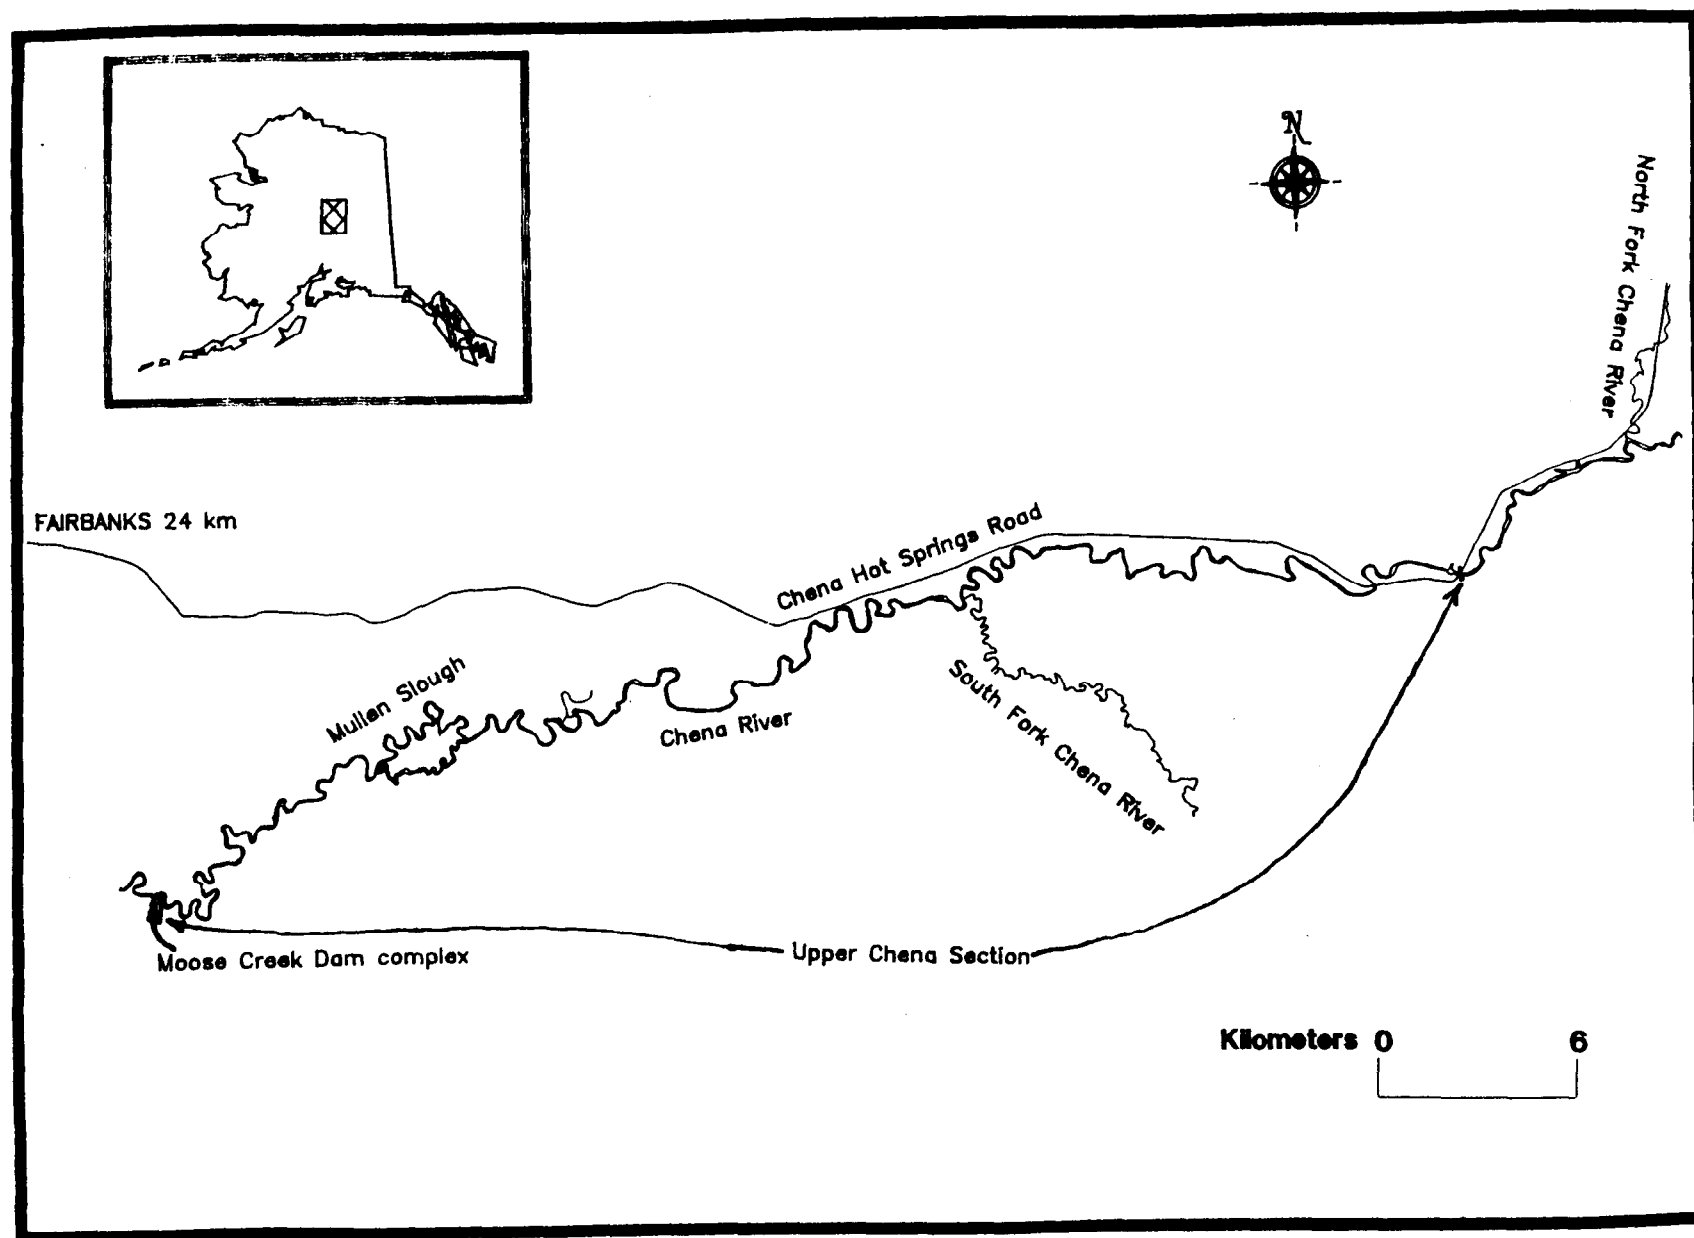 N
North Fork Chena River
FAIRBANKS 24 km
Chena Hot Springs Road
Mullen Slough
Chena River
South Fork Chena River
Moose Creek Dam complex
Upper Chena Section
Kilometers 0 6